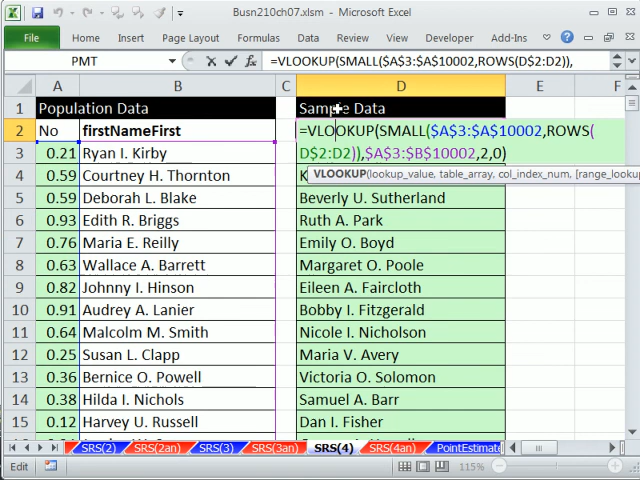 Busn210ch07.xlsm - Microsoft Excel
File Home Page Layout Formulas Data Review View Developer Add-Ins
PMT fx =VLOOKUP(SMALL($A$3:$A$10002,ROWS(D$2:D2)),
A B C D E F
1 Population Data Sample Data
2 No firstNameFirst =VLOOKUP(SMALL($A$3:$A$10002,ROWS(
3 0.21 Ryan I. Kirby D$2:D2)),$A$3:$B$10002,2,0)
4 0.59 Courtney H. Thornton K
VLOOKUP(lookup_value, table_array, col_index_num, [range_lookup
5 0.59 Deborah L. Blake Beverly U. Sutherland
6 0.93 Edith R. Briggs Ruth A. Park
7 0.76 Maria E. Reilly Emily O. Boyd
8 0.63 Wallace A. Barrett Margaret O. Poole
9 0.82 Johnny I. Hinson Eileen A. Faircloth
10 0.91 Audrey A. Lanier Bobby I. Fitzgerald
11 0.64 Malcolm M. Smith Nicole I. Nicholson
12 0.25 Susan L. Clapp Maria V. Avery
13 0.36 Bernice O. Powell Victoria O. Solomon
14 0.38 Hilda I. Nichols Samuel A. Barr
15 0.12 Harvey U. Russell Dan I. Fisher
SRS(2) SRS(2an) SRS(3) SRS(3an) SRS(4) SRS(4an) PointEstimate
Edit 115%